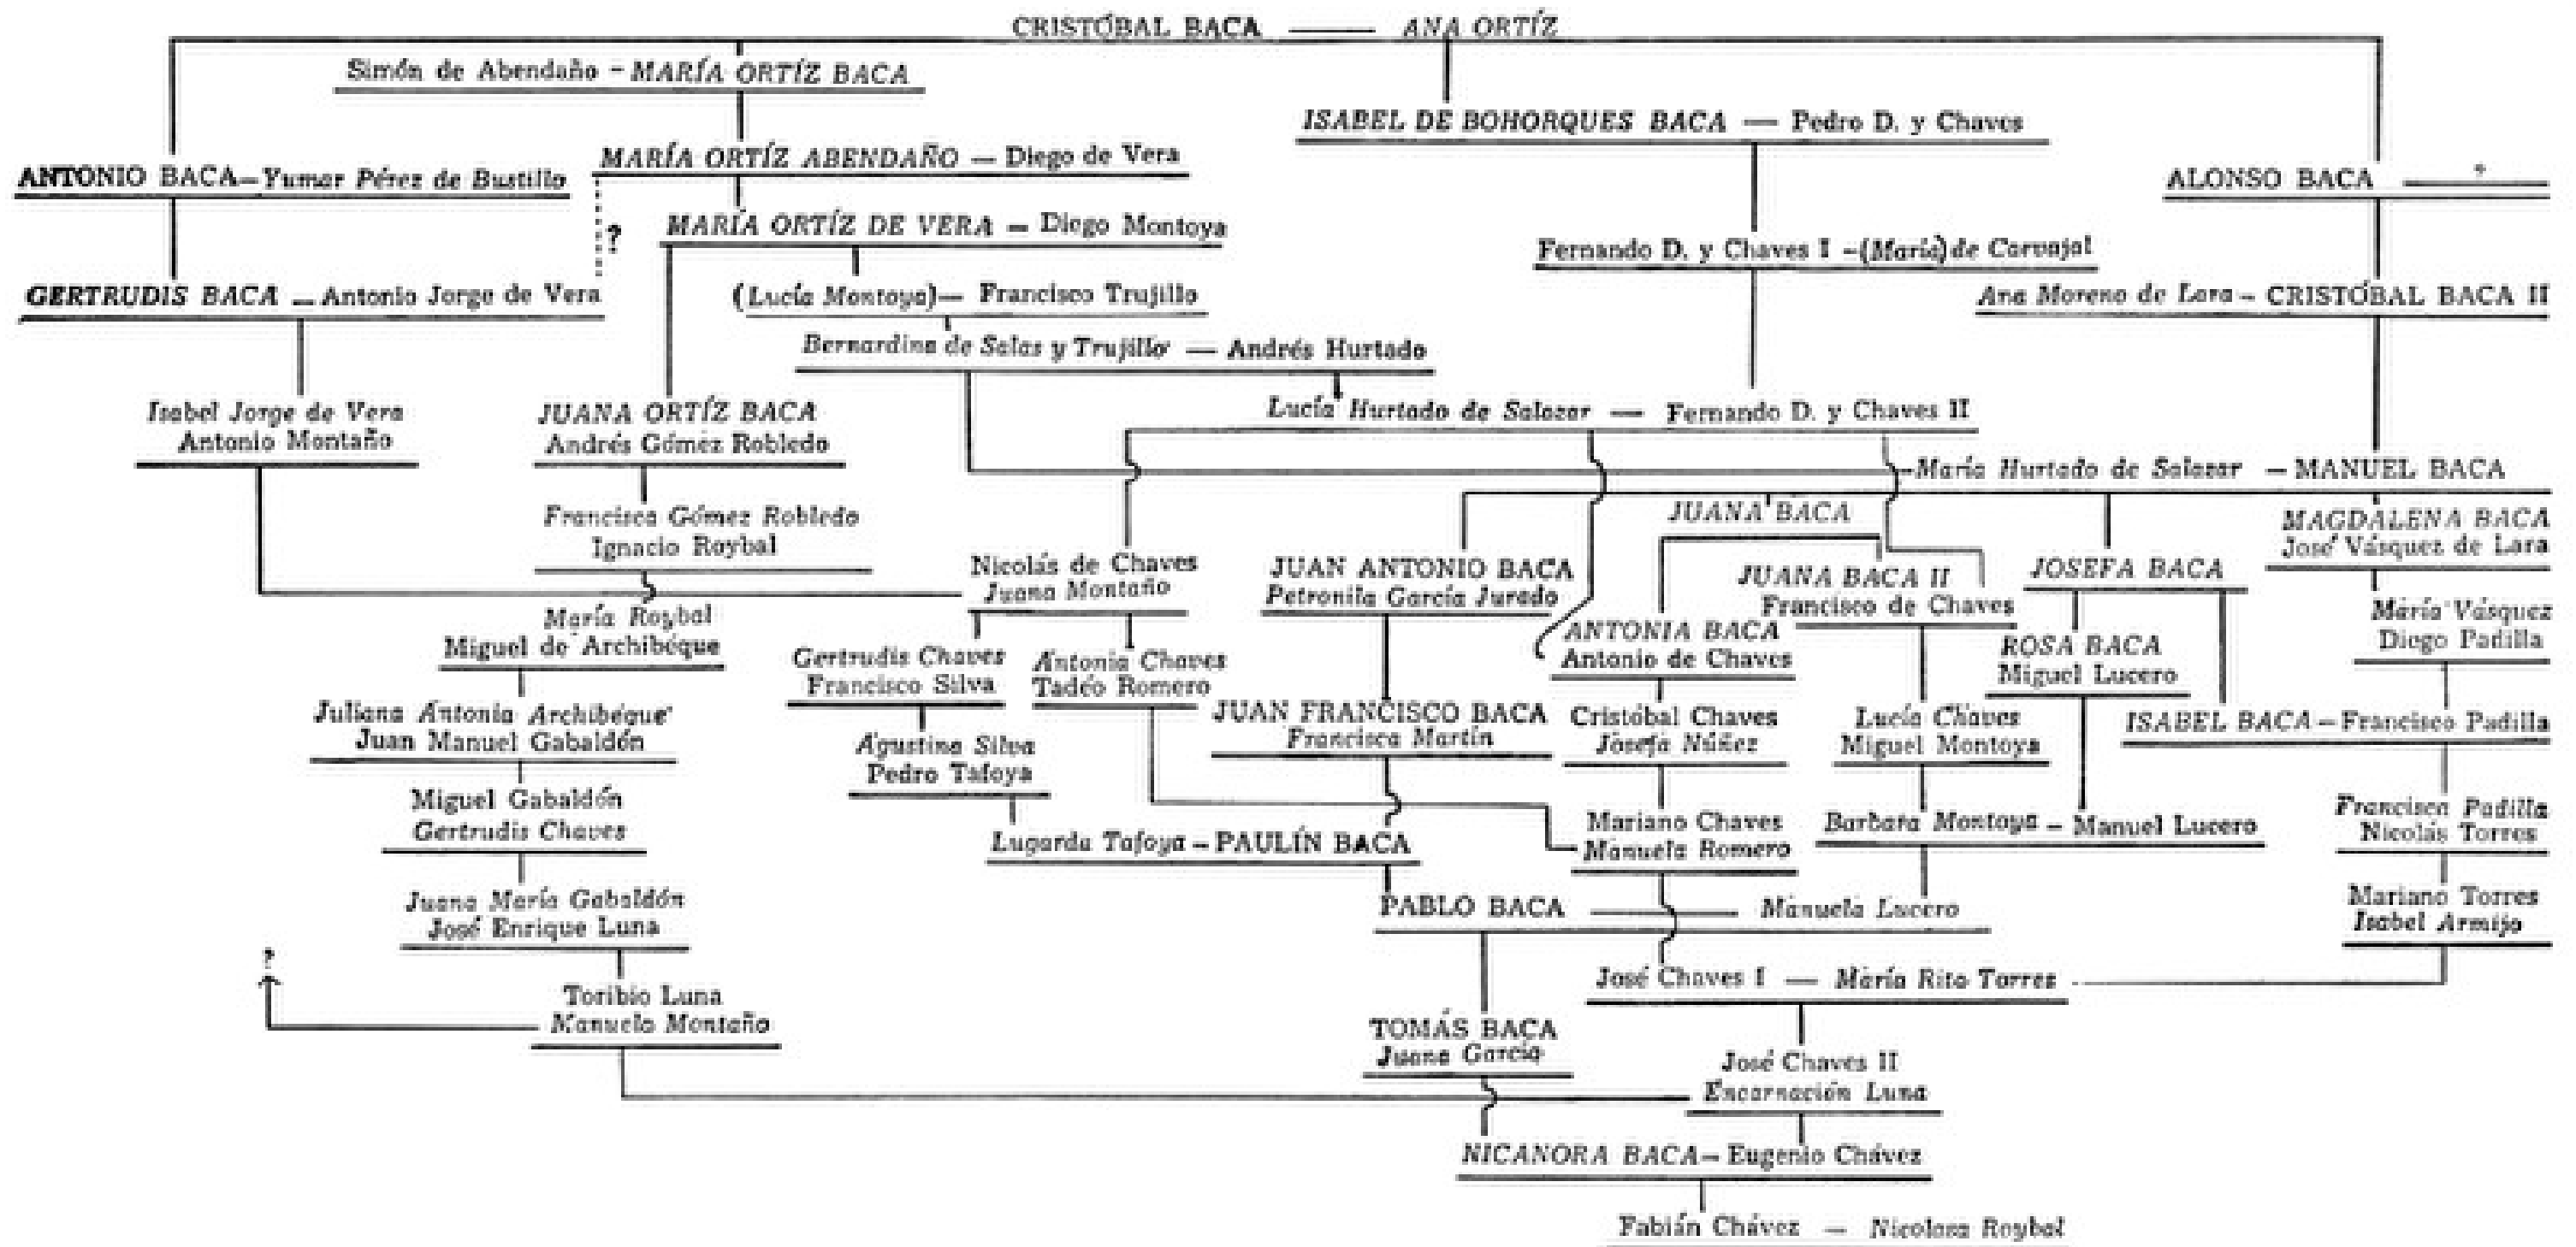 CRISTÓBAL BACA —— ANA ORTÍZ
Simón de Abendaño - MARÍA ORTÍZ BACA
ISABEL DE BOHORQUES BACA — Pedro D. y Chaves
MARÍA ORTÍZ ABENDAÑO — Diego de Vera
ANTONIO BACA—Yumar Pérez de Bustillo
ALONSO BACA —— ?
MARÍA ORTÍZ DE VERA — Diego Montoya
?
Fernando D. y Chaves I -(María) de Carvajal
GERTRUDIS BACA — Antonio Jorge de Vera
(Lucía Montoya)— Francisco Trujillo
Ana Moreno de Lara - CRISTÓBAL BACA II
Bernardina de Salas y Trujillo — Andrés Hurtado
Isabel Jorge de Vera
Antonio Montaño
JUANA ORTÍZ BACA
Andrés Gómez Robledo
Lucía Hurtado de Salazar — Fernando D. y Chaves II
María Hurtado de Salazar — MANUEL BACA
Francisca Gómez Robledo
Ignacio Roybal
JUANA BACA
MAGDALENA BACA
José Vásquez de Lara
Nicolás de Chaves
Juana Montaño
JUAN ANTONIO BACA
Petronila García Jurado
JUANA BACA II
Francisco de Chaves
JOSEFA BACA
María Roybal
Miguel de Archibéque
María Vásquez
Diego Padilla
Gertrudis Chaves
Francisco Silva
Antonia Chaves
Tadéo Romero
ANTONIA BACA
Antonio de Chaves
ROSA BACA
Miguel Lucero
Juliana Antonia Archibéque
Juan Manuel Gabaldón
Agustina Silva
Pedro Tafoya
JUAN FRANCISCO BACA
Francisca Martín
Cristóbal Chaves
Josefa Núñez
Lucía Chaves
Miguel Montoya
ISABEL BACA — Francisco Padilla
Miguel Gabaldón
Gertrudis Chaves
Lugarda Tafoya — PAULÍN BACA
Mariano Chaves
Manuela Romero
Barbara Montoya — Manuel Lucero
Francisca Padilla
Nicolás Torres
Juana María Gabaldón
José Enrique Luna
PABLO BACA —— Manuela Lucero
Mariano Torres
Isabel Armijo
?
Toribio Luna
Manuela Montaño
José Chaves I — María Rita Torres
TOMÁS BACA
Juana García
José Chaves II
Encarnación Luna
NICANORA BACA — Eugenio Chávez
Fabián Chávez — Nicolasa Roybal